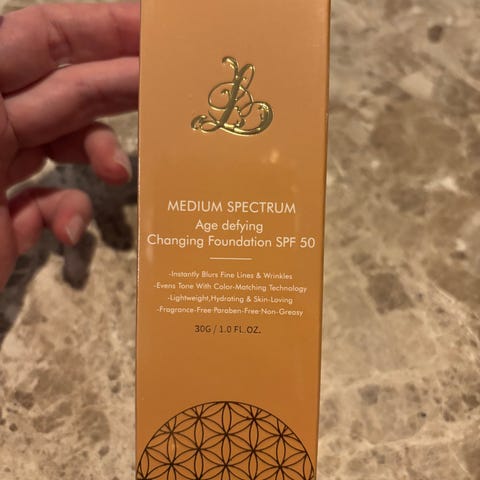 MEDIUM SPECTRUM
Age defying
Changing Foundation SPF 50
-Instantly Blurs Fine Lines & Wrinkles
-Evens Tone With Color-Matching Technology
-Lightweight,Hydrating & Skin-Loving
-Fragrance-Free·Paraben-Free·Non-Greasy
30G / 1.0 FL.OZ.